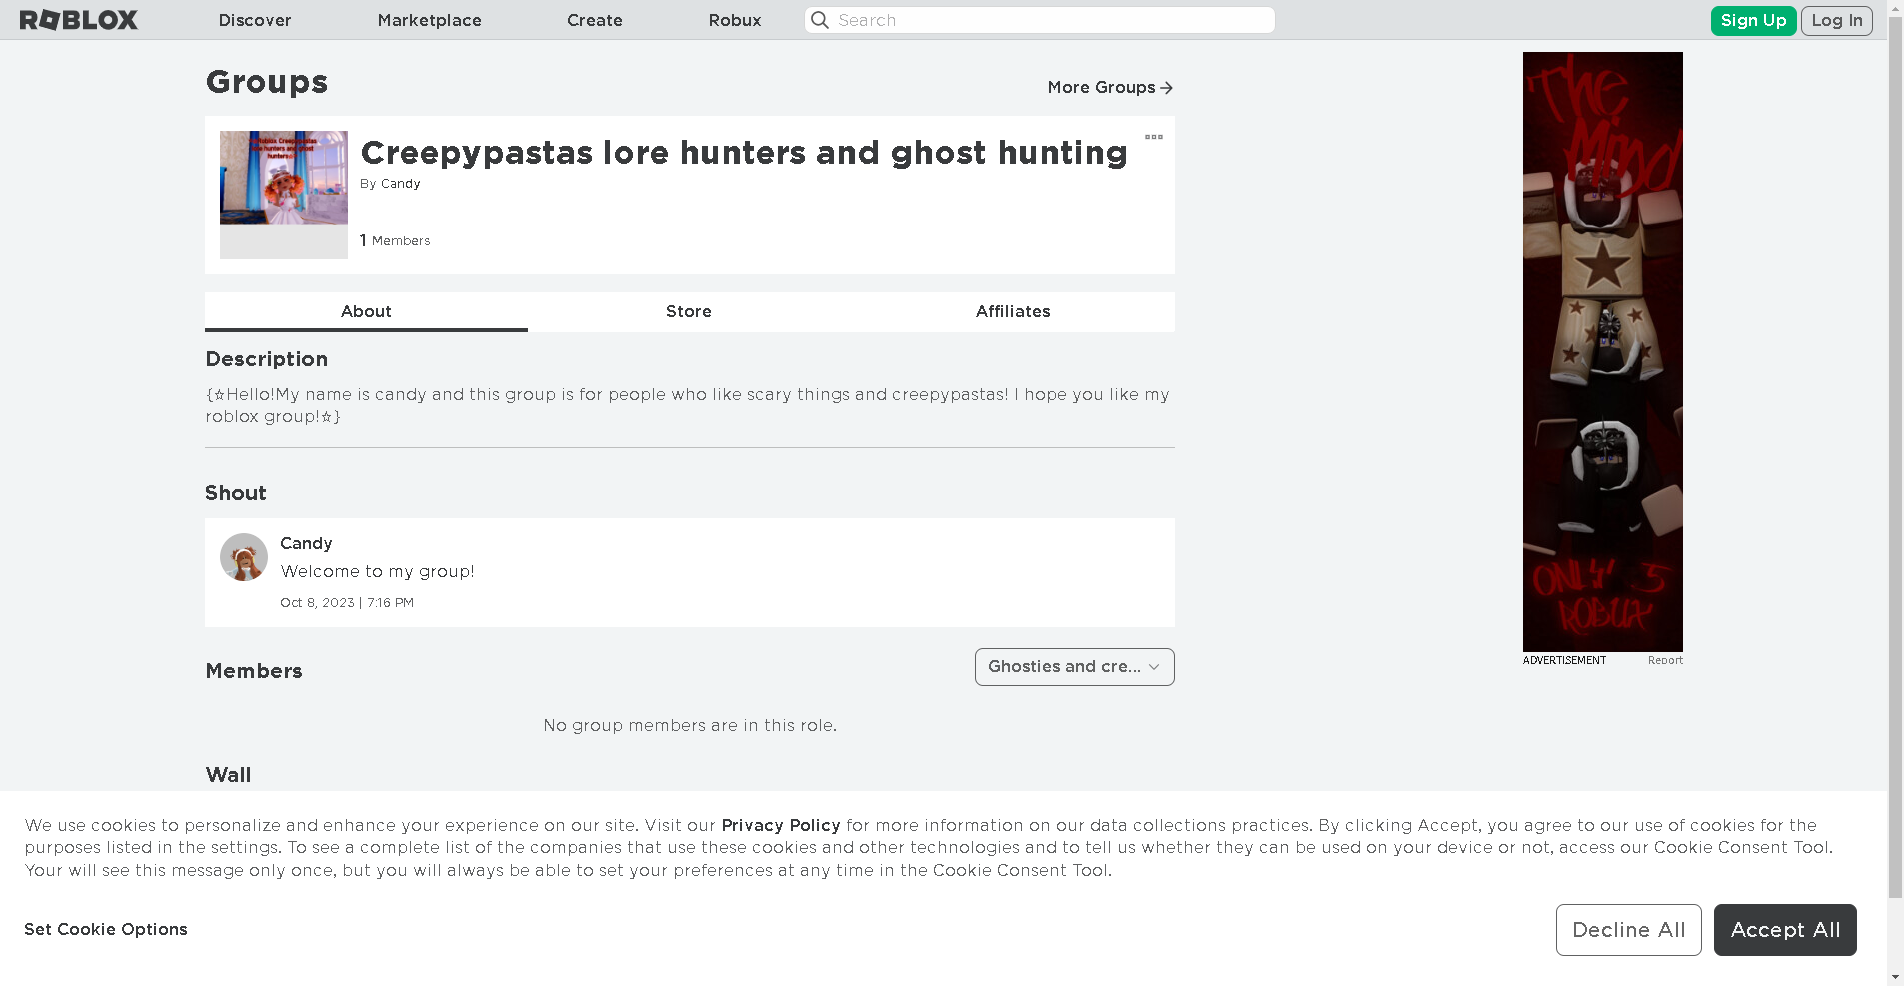 ROBLOX
Discover
Marketplace
Create
Robux
Search
Sign Up
Log In
Groups
More Groups
Creepypastas lore hunters and ghost hunting
By Candy
1 Members
About
Store
Affiliates
Description
{☆Hello!My name is candy and this group is for people who like scary things and creepypastas! I hope you like my
roblox group!☆}
Shout
Candy
Welcome to my group!
Oct 8, 2023 | 7:16 PM
Members
Ghosties and cre...
No group members are in this role.
Wall
The
Mind
ONLY 5
ROBUX
ADVERTISEMENT
Report
We use cookies to personalize and enhance your experience on our site. Visit our Privacy Policy for more information on our data collections practices. By clicking Accept, you agree to our use of cookies for the
purposes listed in the settings. To see a complete list of the companies that use these cookies and other technologies and to tell us whether they can be used on your device or not, access our Cookie Consent Tool.
Your will see this message only once, but you will always be able to set your preferences at any time in the Cookie Consent Tool.
Set Cookie Options
Decline All
Accept All